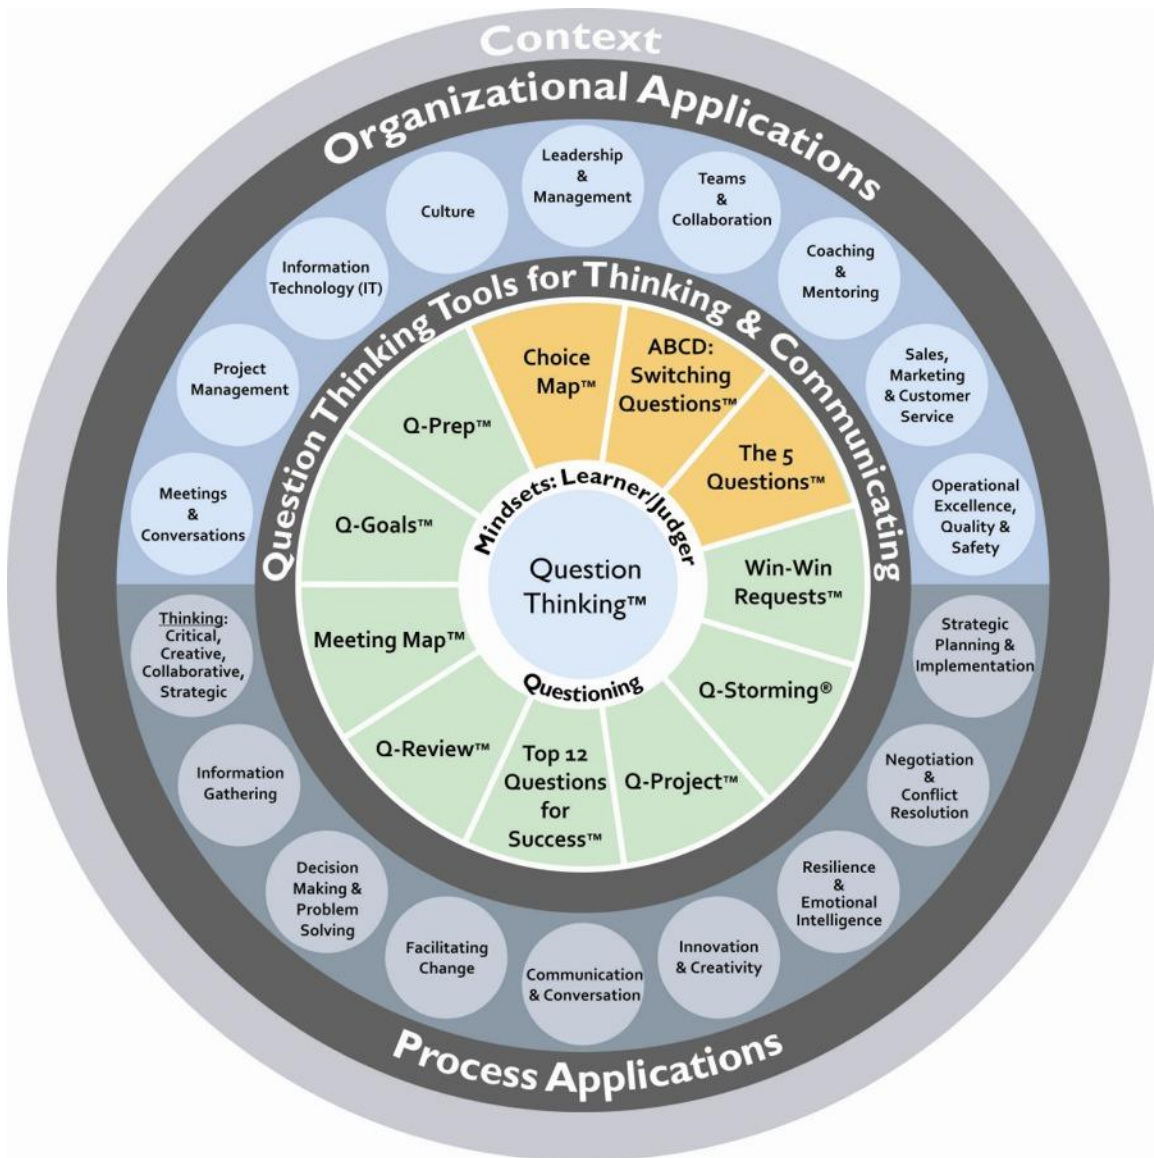 Context
Organizational Applications
Leadership
&
Management
Teams
&
Collaboration
Coaching
&
Mentoring
Sales,
Marketing
& Customer
Service
Operational
Excellence,
Quality &
Safety
Culture
Information
Technology (IT)
Project
Management
Meetings
&
Conversations
Question Thinking Tools for Thinking & Communicating
Choice
Map™
ABCD:
Switching
Questions™
The 5
Questions™
Win-Win
Requests™
Q-Storming®
Q-Project™
Top 12
Questions
for
Success™
Q-Review™
Meeting Map™
Q-Goals™
Q-Prep™
Mindsets: Learner/Judger
Question
Thinking™
Questioning
Thinking:
Critical,
Creative,
Collaborative,
Strategic
Information
Gathering
Decision
Making &
Problem
Solving
Facilitating
Change
Communication
& Conversation
Innovation
& Creativity
Resilience
&
Emotional
Intelligence
Negotiation
&
Conflict
Resolution
Strategic
Planning &
Implementation
Process Applications